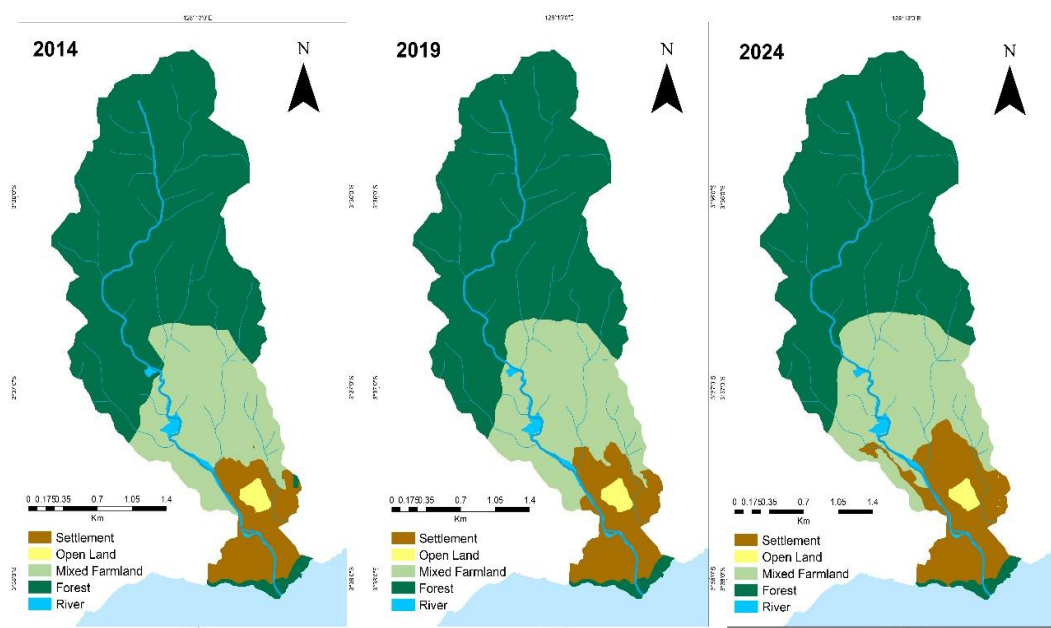 2014
N
0 0.175 0.35 0.7 1.05 1.4
Km
Settlement
Open Land
Mixed Farmland
Forest
River
2019
N
0 0.175 0.35 0.7 1.05 1.4
Km
Settlement
Open Land
Mixed Farmland
Forest
River
2024
N
0 0.175 0.35 0.7 1.05 1.4
Km
Settlement
Open Land
Mixed Farmland
Forest
River